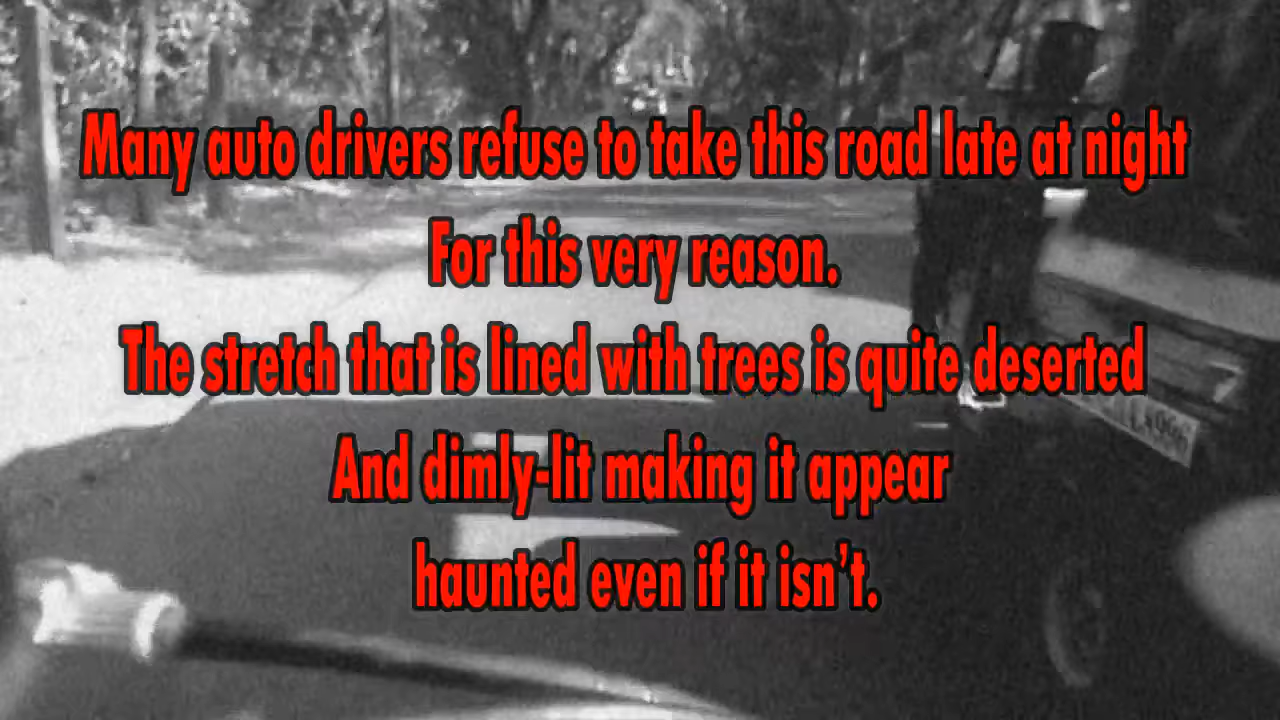 Many auto drivers refuse to take this road late at night
For this very reason.
The stretch that is lined with trees is quite deserted
And dimly-lit making it appear
haunted even if it isn't.